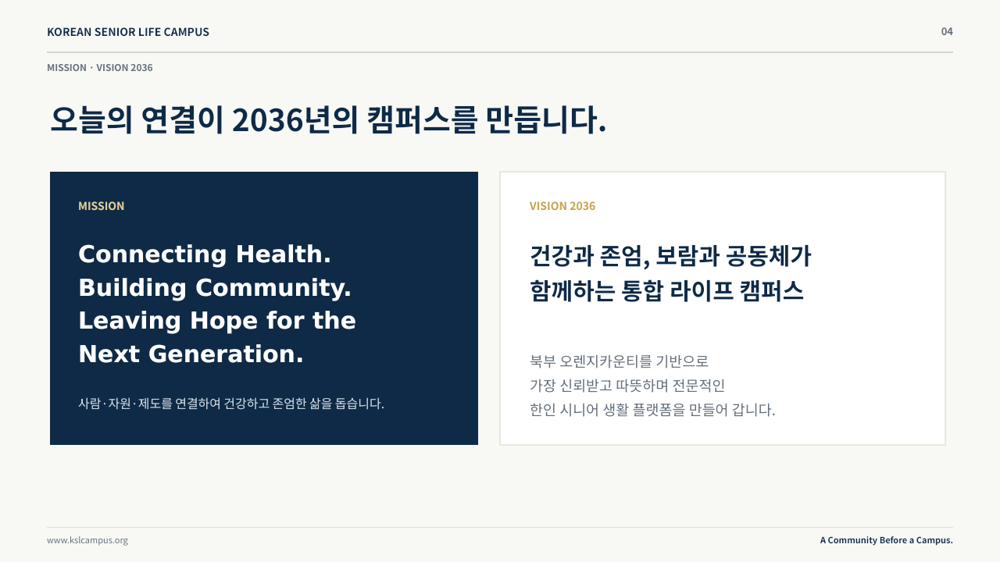 KOREAN SENIOR LIFE CAMPUS
04
MISSION · VISION 2036
오늘의 연결이 2036년의 캠퍼스를 만듭니다.
MISSION
Connecting Health.
Building Community.
Leaving Hope for the
Next Generation.
사람·자원·제도를 연결하여 건강하고 존엄한 삶을 돕습니다.
VISION 2036
건강과 존엄, 보람과 공동체가
함께하는 통합 라이프 캠퍼스
북부 오렌지카운티를 기반으로
가장 신뢰받고 따뜻하며 전문적인
한인 시니어 생활 플랫폼을 만들어 갑니다.
www.kslcampus.org
A Community Before a Campus.